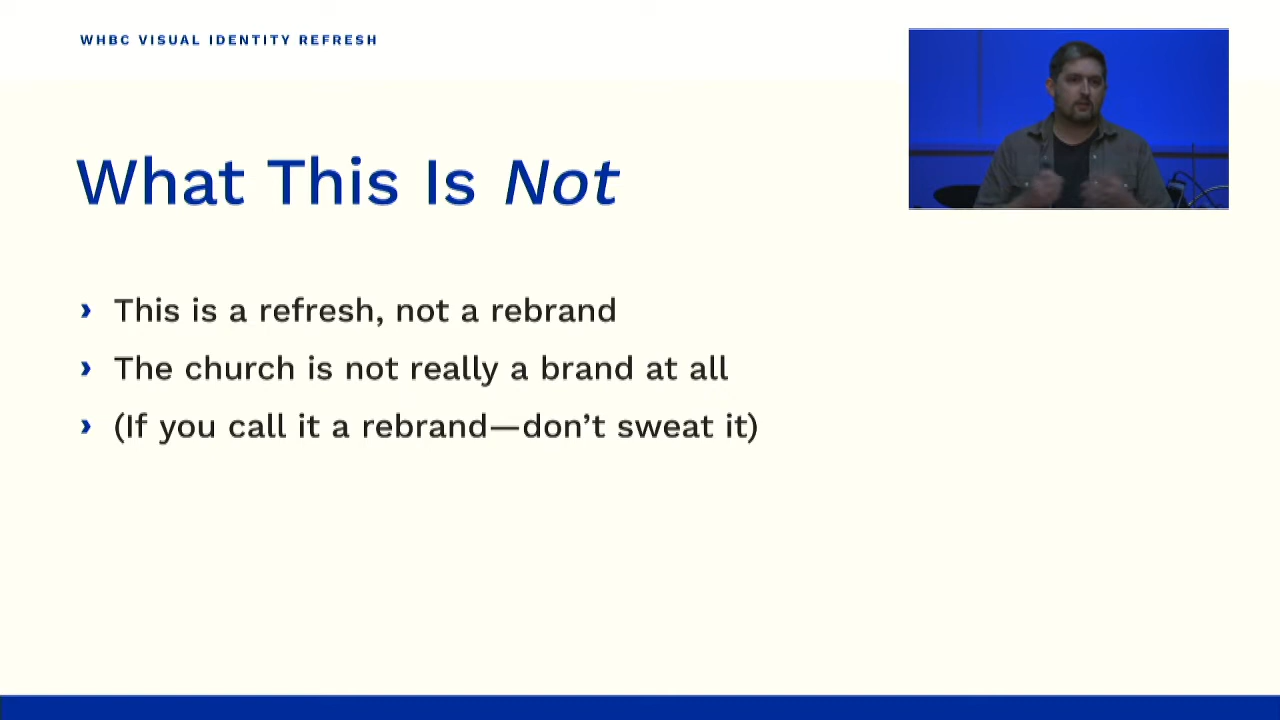 WHBC VISUAL IDENTITY REFRESH
What This Is Not
› This is a refresh, not a rebrand
› The church is not really a brand at all
› (If you call it a rebrand—don’t sweat it)